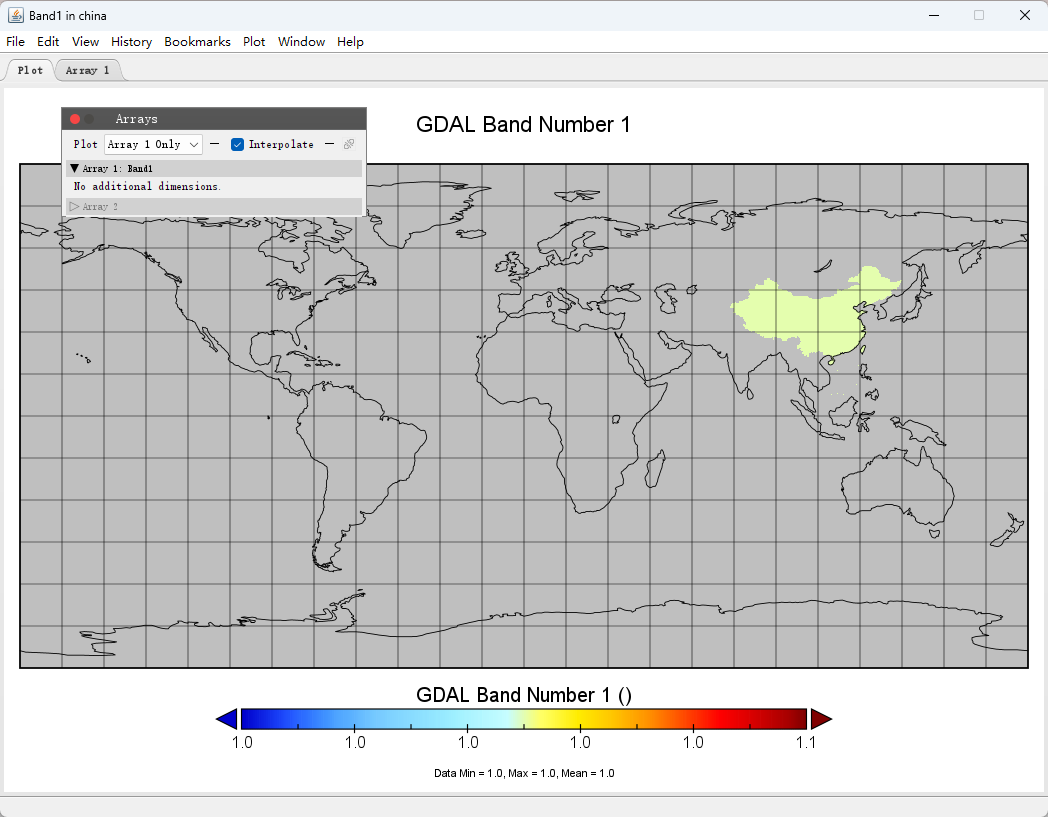 Band1 in china
File Edit View History Bookmarks Plot Window Help
Plot Array 1
Arrays
Plot Array 1 Only Interpolate
Array 1: Band1
No additional dimensions.
Array 2
GDAL Band Number 1
GDAL Band Number 1 ()
1.0 1.0 1.0 1.0 1.0 1.1
Data Min = 1.0, Max = 1.0, Mean = 1.0